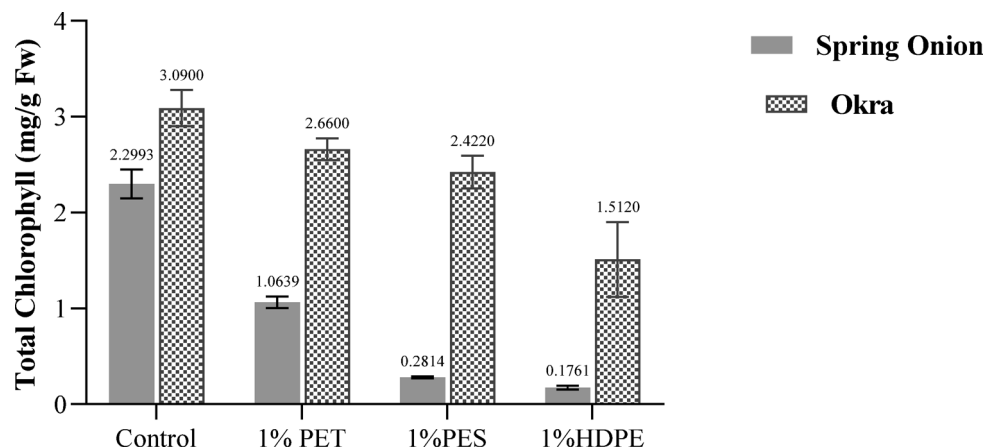 Total Chlorophyll (mg/g Fw)
4
3
2
1
0
2.2993
3.0900
1.0639
2.6600
0.2814
2.4220
0.1761
1.5120
Control
1% PET
1%PES
1%HDPE
Spring Onion
Okra